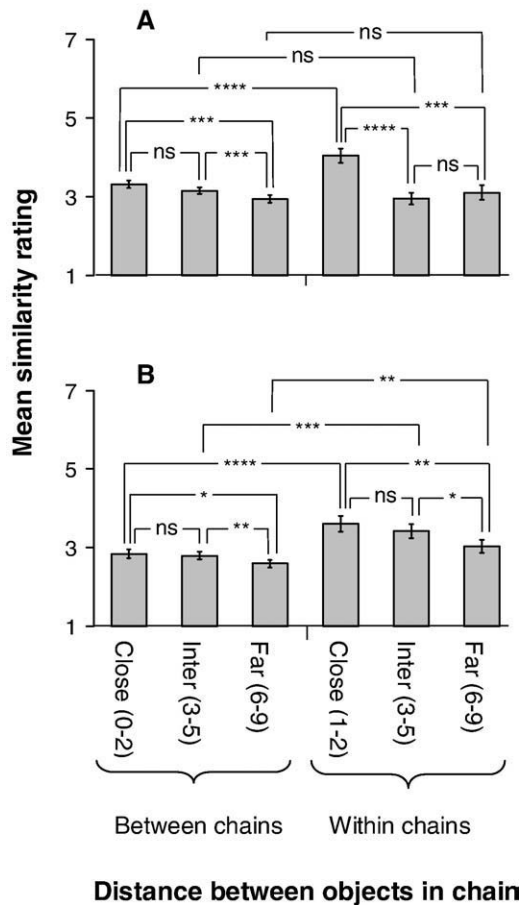 A
7
ns
ns
****
***
5
***
****
ns
***
ns
3
1
Mean similarity rating
B
7
**
***
5
****
**
*
ns
*
ns
**
3
1
Close (0-2)
Inter (3-5)
Far (6-9)
Close (1-2)
Inter (3-5)
Far (6-9)
Between chains
Within chains
Distance between objects in chain